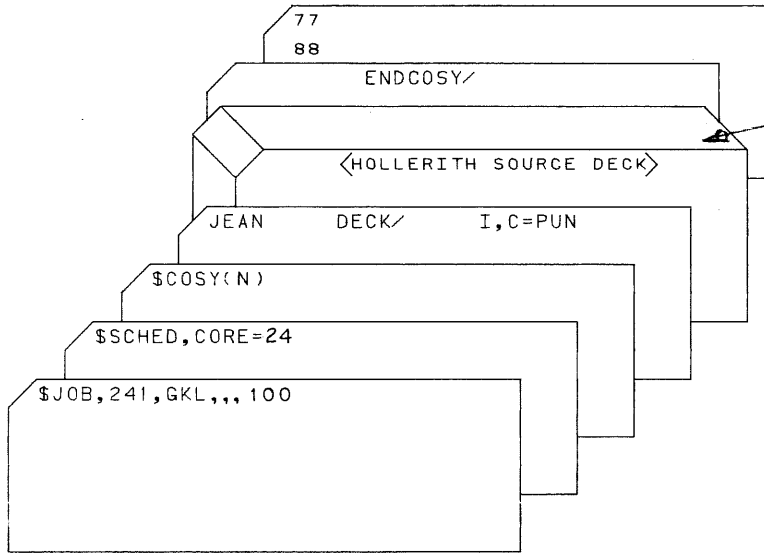 77
88
ENDCOSY/
<HOLLERITH SOURCE DECK>
JEAN DECK/ I,C=PUN
$COSY(N)
$SCHED,CORE=24
$JOB,241,GKL,,,100